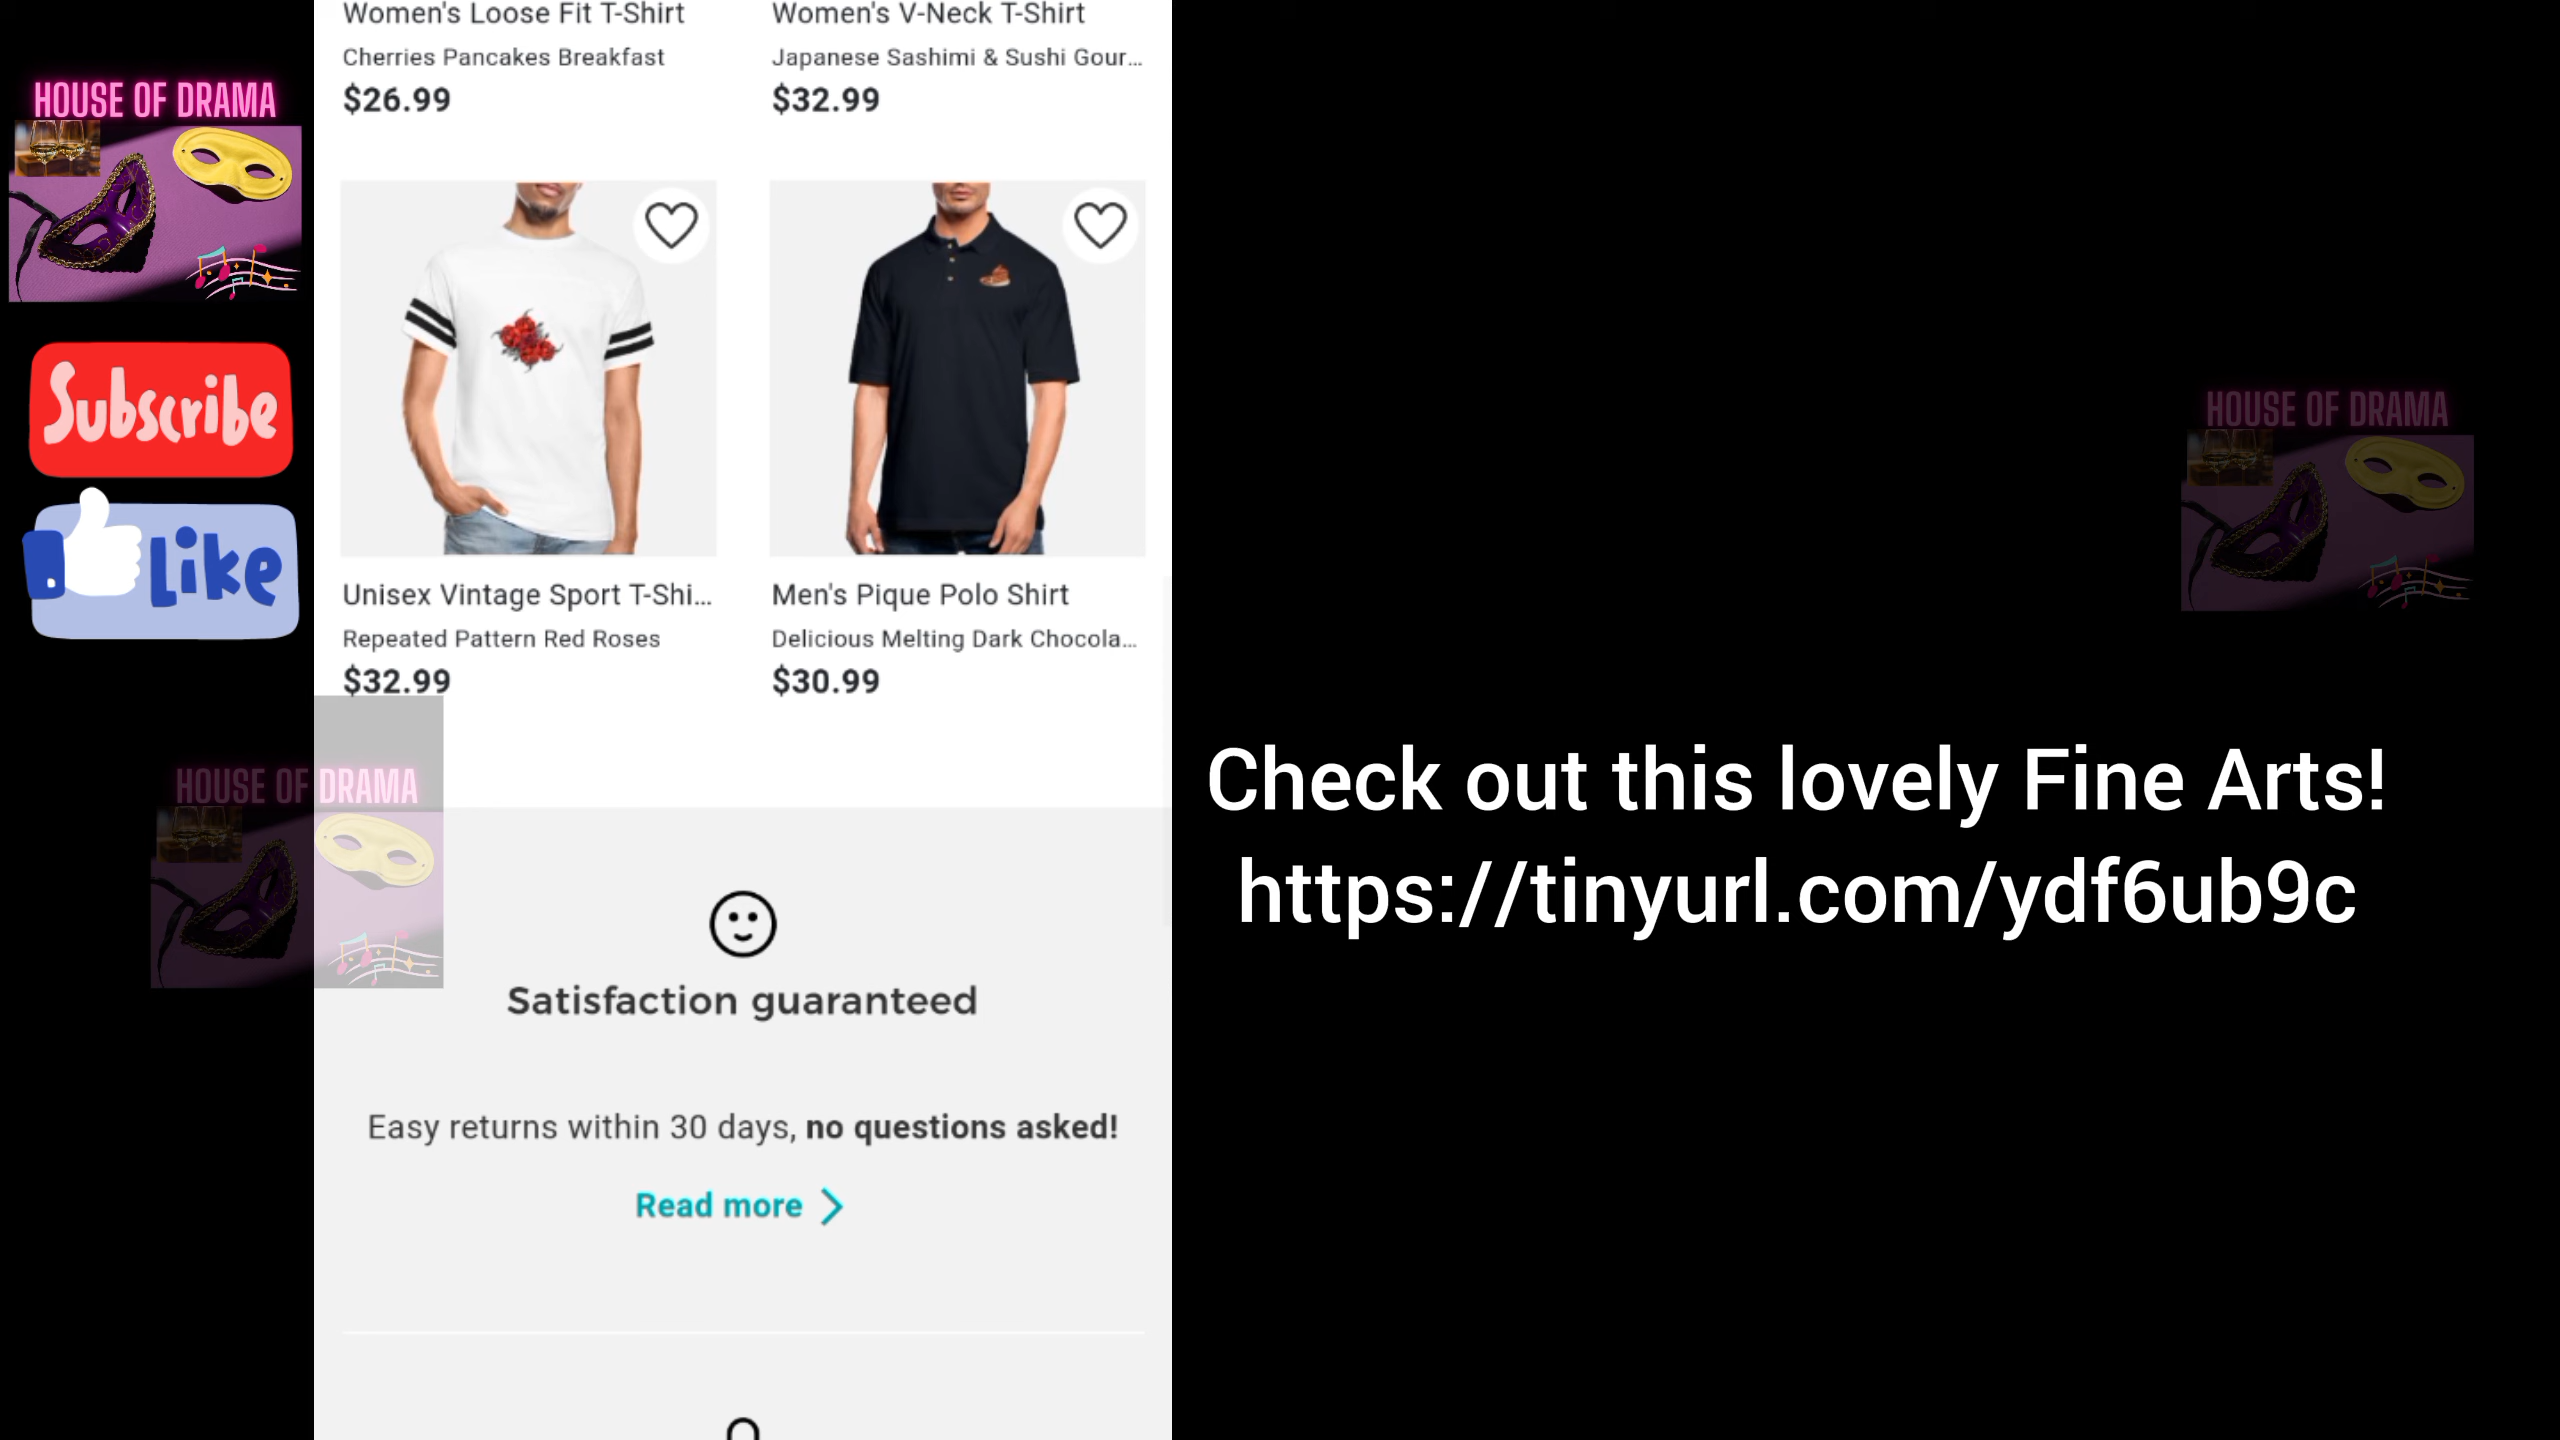 HOUSE OF DRAMA
Subscribe
Like
Women's Loose Fit T-Shirt
Cherries Pancakes Breakfast
$26.99
Women's V-Neck T-Shirt
Japanese Sashimi & Sushi Gour...
$32.99
Unisex Vintage Sport T-Shi...
Repeated Pattern Red Roses
$32.99
Men's Pique Polo Shirt
Delicious Melting Dark Chocola...
$30.99
HOUSE OF DRAMA
Satisfaction guaranteed
Easy returns within 30 days, no questions asked!
Read more
HOUSE OF DRAMA
Check out this lovely Fine Arts!
https://tinyurl.com/ydf6ub9c